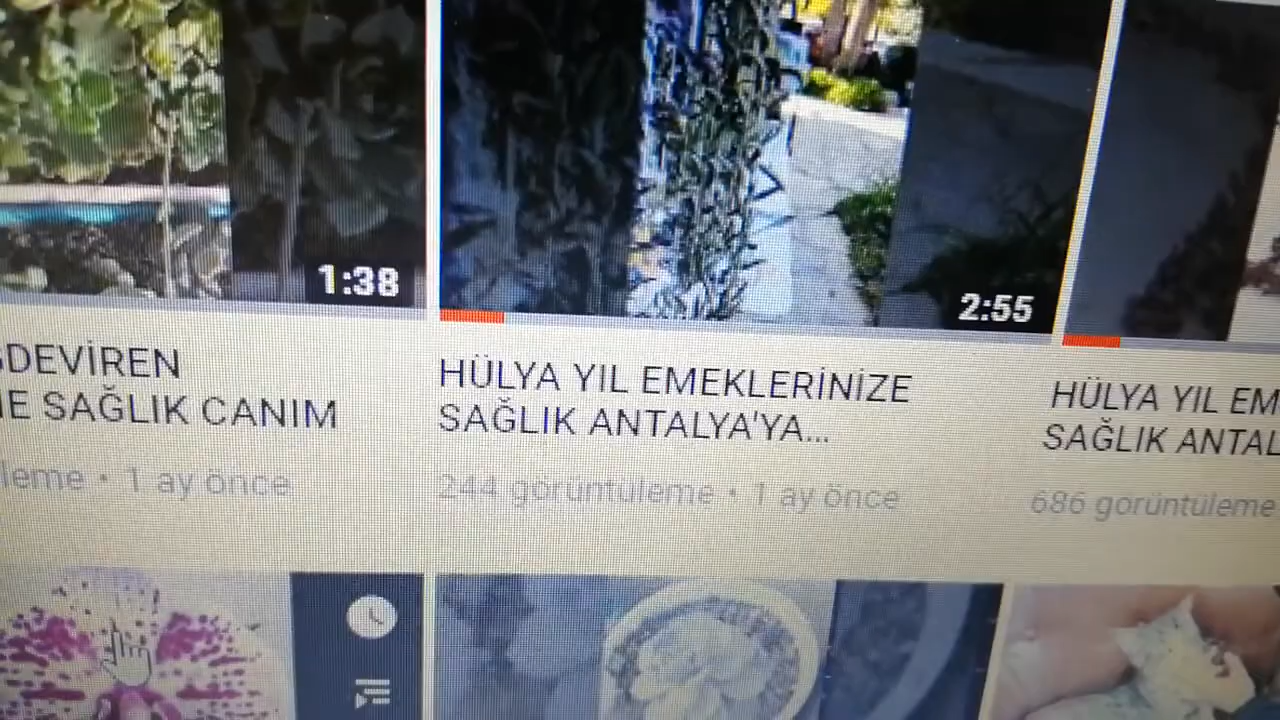 1:38
2:55
DEVİREN
E SAĞLIK CANIM
leme • 1 ay önce
HÜLYA YIL EMEKLERİNİZE
SAĞLIK ANTALYA'YA...
244 görüntüleme • 1 ay önce
HÜLYA YIL EM
SAĞLIK ANTAL
686 görüntüleme